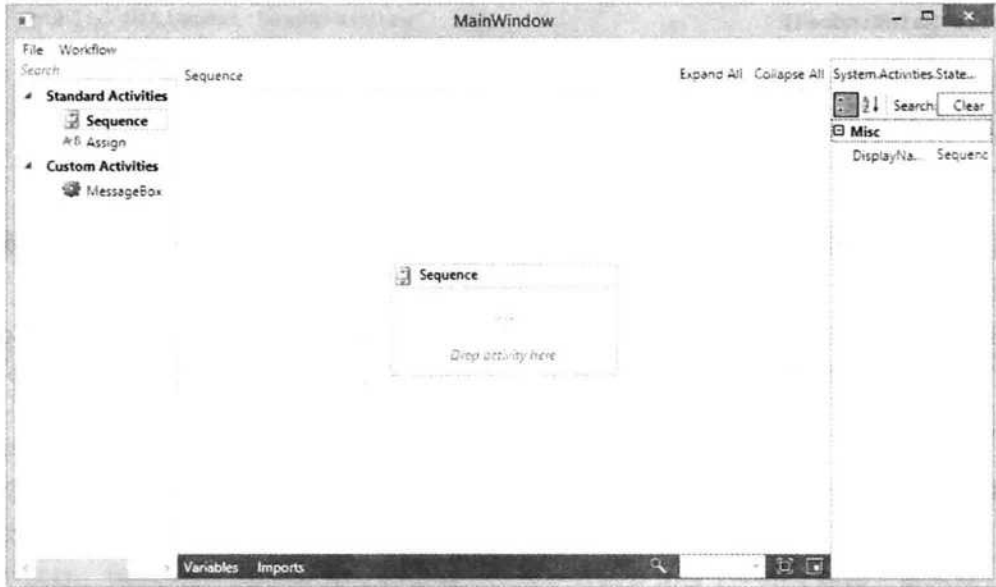 MainWindow
File Workflow
Search
Sequence
Expand All Collapse All
System.Activities.State...
Standard Activities
Sequence
A+B Assign
Custom Activities
MessageBox
Search: Clear
Misc
DisplayNa... Sequenc
Sequence
Drop activity here
Variables Imports